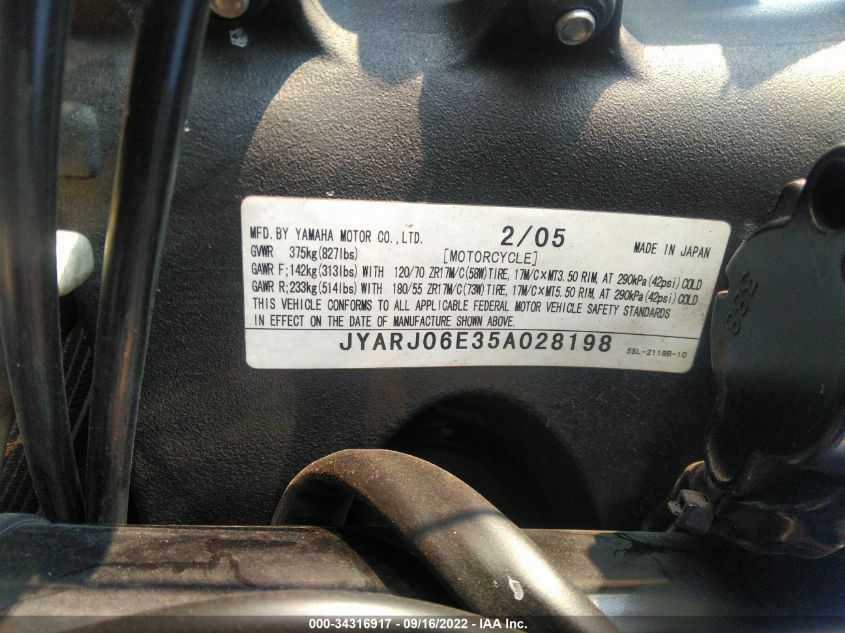 MFD. BY YAMAHA MOTOR CO.,LTD. 2/05 MADE IN JAPAN
GVWR 375kg(827lbs) [MOTORCYCLE]
GAWR F;142kg(313lbs) WITH 120/70 ZR17M/C(58W)TIRE, 17M/C×MT3.50 RIM, AT 290kPa(42psi)COLD
GAWR R;233kg(514lbs) WITH 180/55 ZR17M/C(73W)TIRE, 17M/C×MT5.50 RIM, AT 290kPa(42psi)COLD
THIS VEHICLE CONFORMS TO ALL APPLICABLE FEDERAL MOTOR VEHICLE SAFETY STANDARDS
IN EFFECT ON THE DATE OF MANUFACTURE SHOWN ABOVE.
JYARJ06E35A028198 5SL-2118B-10
000-34316917 - 09/16/2022 - IAA Inc.